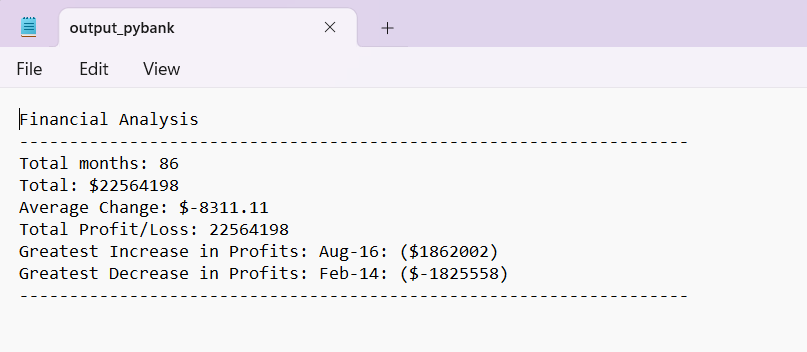 output_pybank
File Edit View
Financial Analysis
-------------------------------------------------------------------
Total months: 86
Total: $22564198
Average Change: $-8311.11
Total Profit/Loss: 22564198
Greatest Increase in Profits: Aug-16: ($1862002)
Greatest Decrease in Profits: Feb-14: ($-1825558)
-------------------------------------------------------------------